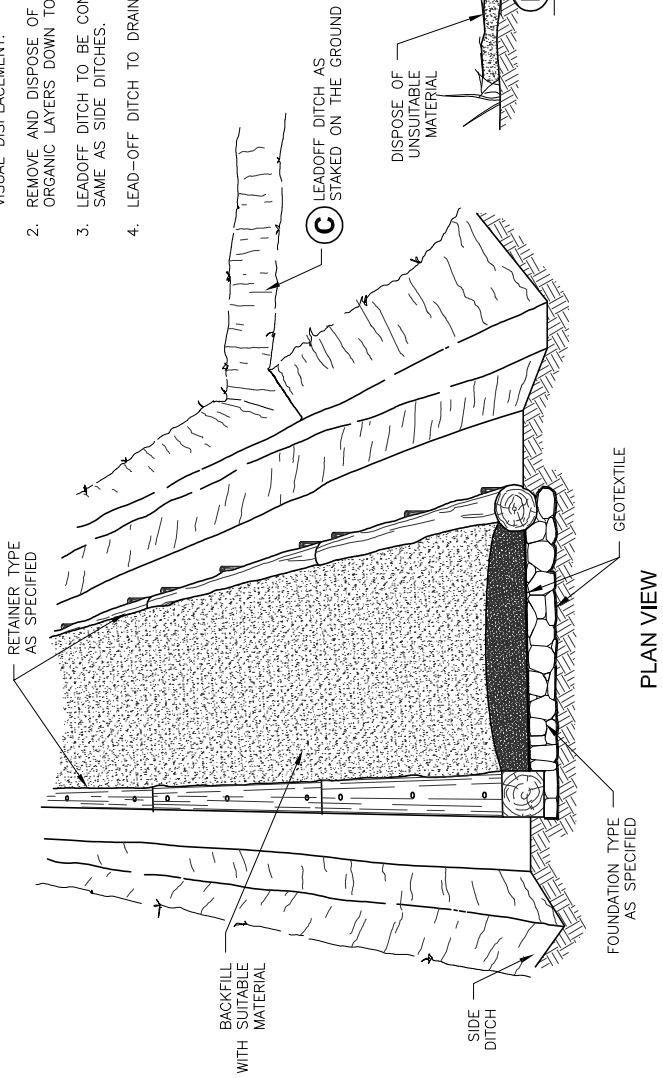 2. REMOVE AND DISPOSE OF
ORGANIC LAYERS DOWN TO
3. LEADOFF DITCH TO BE CON
SAME AS SIDE DITCHES.
4. LEAD-OFF DITCH TO DRAIN
RETAINER TYPE
AS SPECIFIED
C
LEADOFF DITCH AS
STAKED ON THE GROUND
DISPOSE OF
UNSUITABLE
MATERIAL
BACKFILL
WITH SUITABLE
MATERIAL
SIDE
DITCH
FOUNDATION TYPE
AS SPECIFIED
GEOTEXTILE
PLAN VIEW